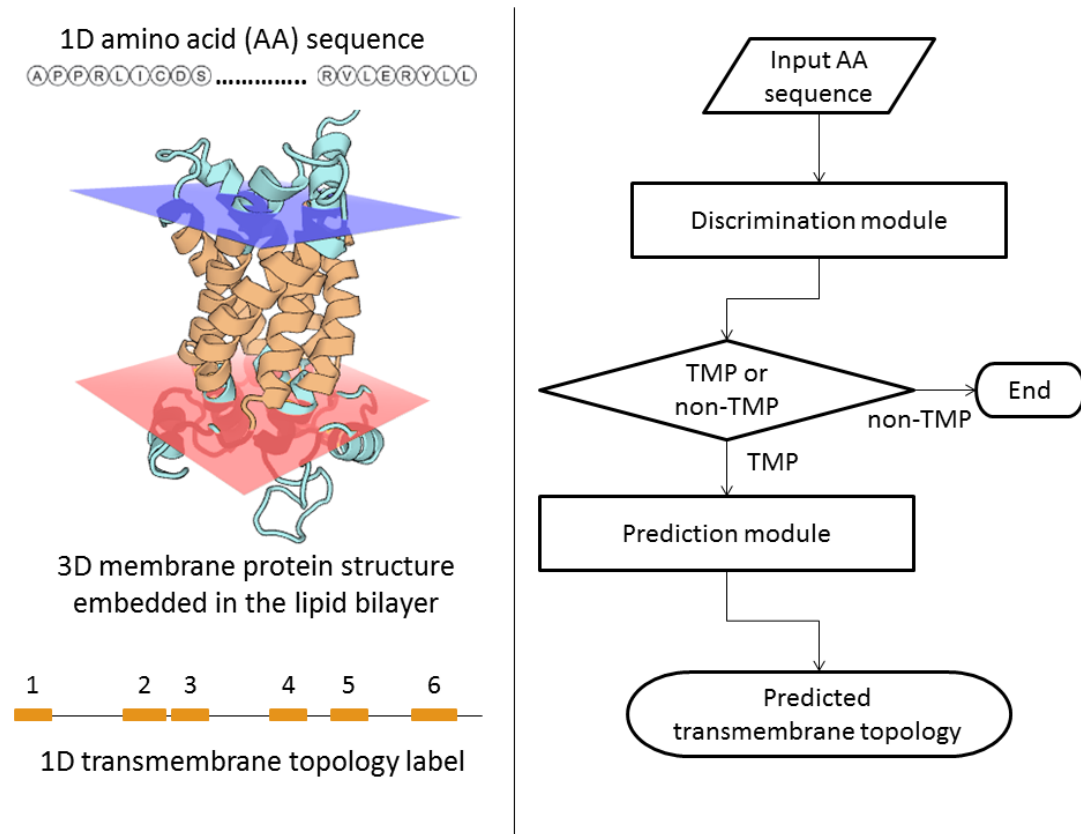 1D amino acid (AA) sequence
APPRLICDS.............. RVLERYLL
3D membrane protein structure
embedded in the lipid bilayer
1 2 3 4 5 6
1D transmembrane topology label
Input AA
sequence
Discrimination module
TMP or
non-TMP
non-TMP
End
TMP
Prediction module
Predicted
transmembrane topology